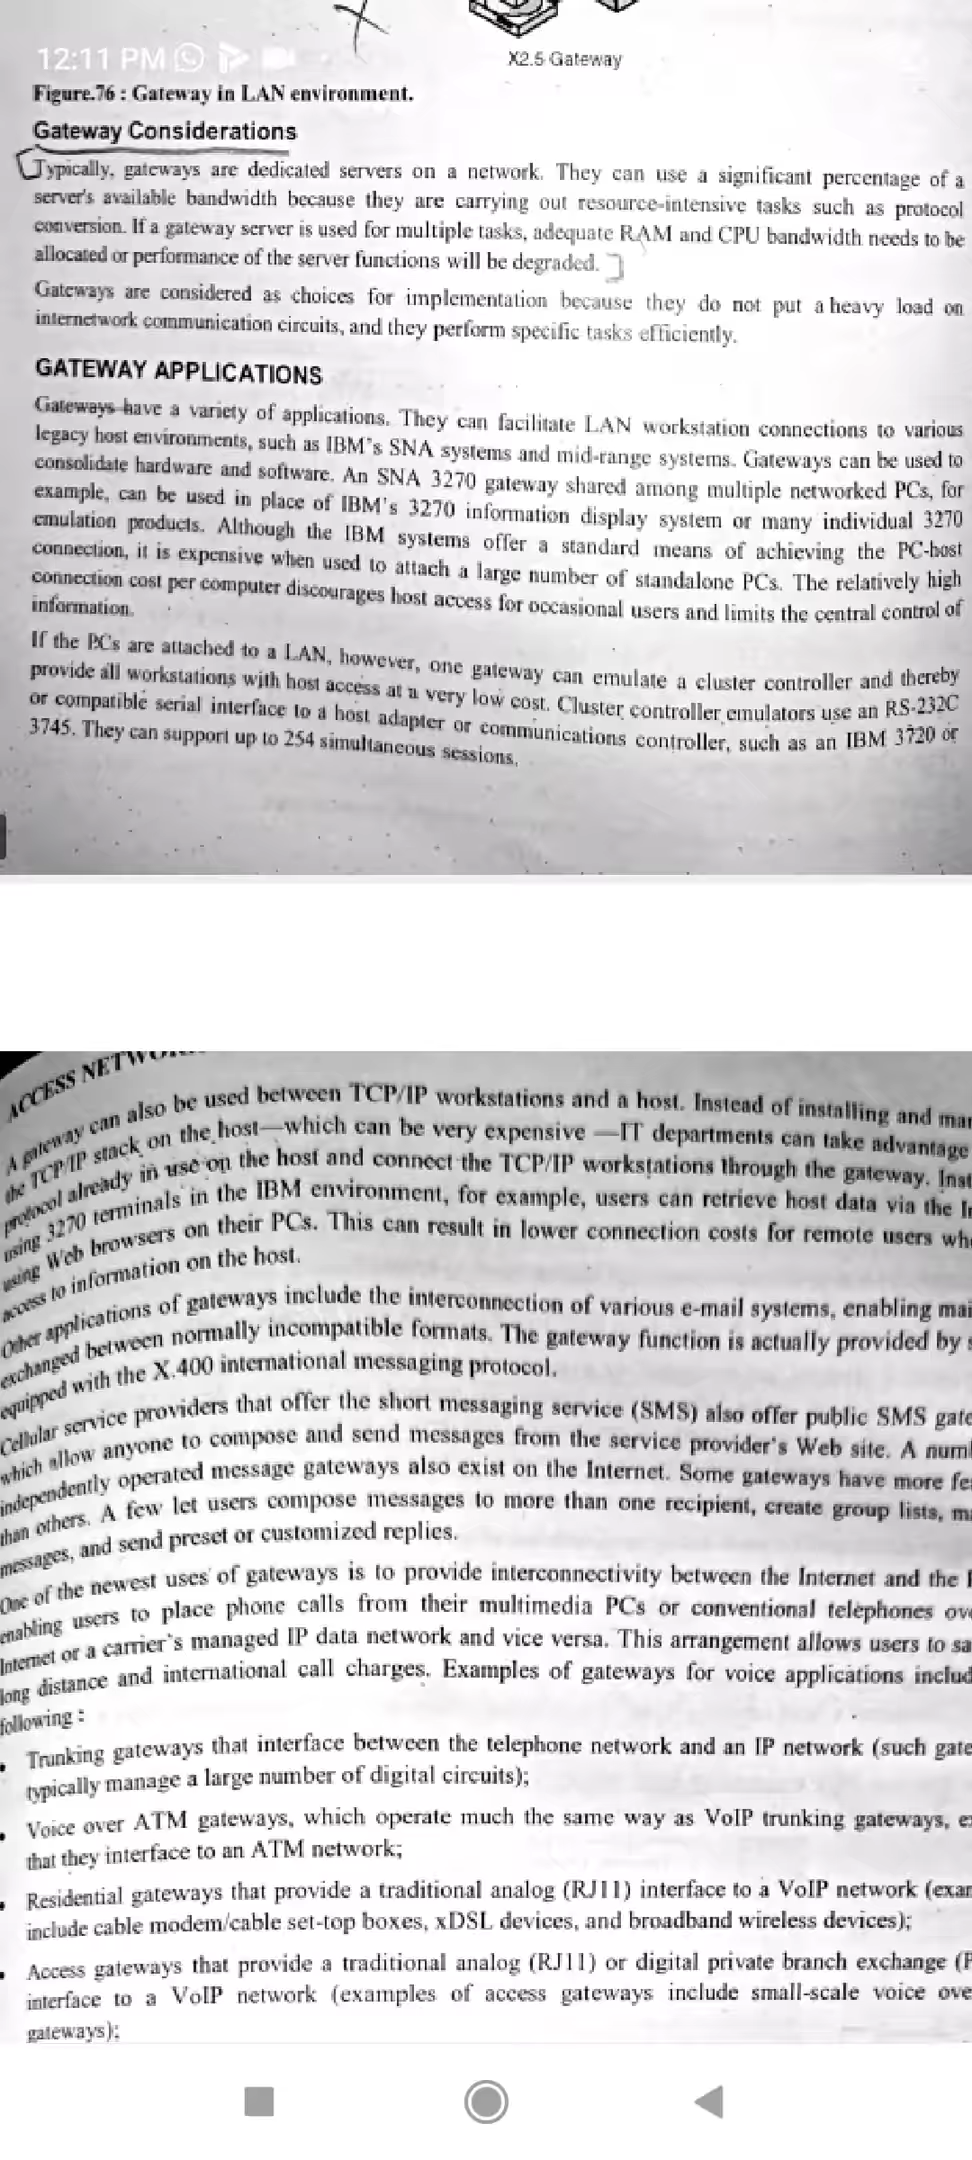 12:11 PM
X2.5 Gateway
Figure.76 : Gateway in LAN environment.
Gateway Considerations
Typically, gateways are dedicated servers on a network. They can use a significant percentage of a
server's available bandwidth because they are carrying out resource-intensive tasks such as protocol
conversion. If a gateway server is used for multiple tasks, adequate RAM and CPU bandwidth needs to be
allocated or performance of the server functions will be degraded.
Gateways are considered as choices for implementation because they do not put a heavy load on
internetwork communication circuits, and they perform specific tasks efficiently.
GATEWAY APPLICATIONS
Gateways have a variety of applications. They can facilitate LAN workstation connections to various
legacy host environments, such as IBM's SNA systems and mid-range systems. Gateways can be used to
consolidate hardware and software. An SNA 3270 gateway shared among multiple networked PCs, for
example, can be used in place of IBM's 3270 information display system or many individual 3270
emulation products. Although the IBM systems offer a standard means of achieving the PC-host
connection, it is expensive when used to attach a large number of standalone PCs. The relatively high
connection cost per computer discourages host access for occasional users and limits the central control of
information.
If the PCs are attached to a LAN, however, one gateway can emulate a cluster controller and thereby
provide all workstations with host access at a very low cost. Cluster controller emulators use an RS-232C
or compatible serial interface to a host adapter or communications controller, such as an IBM 3720 or
3745. They can support up to 254 simultaneous sessions.
ACCESS
A gateway can also be used between TCP/IP workstations and a host. Instead of installing and
the TCP/IP stack on the host—which can be very expensive —IT departments can take advantage
protocol already in use on the host and connect the TCP/IP workstations through the gateway.
using 3270 terminals in the IBM environment, for example, users can retrieve host data via the
using Web browsers on their PCs. This can result in lower connection costs for remote users
access to information on the host.
Other applications of gateways include the interconnection of various e-mail systems, enabling
exchanged between normally incompatible formats. The gateway function is actually provided by
equipped with the X.400 international messaging protocol.
Cellular service providers that offer the short messaging service (SMS) also offer public SMS
which allow anyone to compose and send messages from the service provider's Web site. A
independently operated message gateways also exist on the Internet. Some gateways have more
than others. A few let users compose messages to more than one recipient, create group lists,
messages, and send preset or customized replies.
One of the newest uses of gateways is to provide interconnectivity between the Internet and the
enabling users to place phone calls from their multimedia PCs or conventional telephones
Internet or a carrier's managed IP data network and vice versa. This arrangement allows users to
long distance and international call charges. Examples of gateways for voice applications
following :
• Trunking gateways that interface between the telephone network and an IP network (such
typically manage a large number of digital circuits);
• Voice over ATM gateways, which operate much the same way as VoIP trunking gateways,
that they interface to an ATM network;
• Residential gateways that provide a traditional analog (RJ11) interface to a VoIP network
include cable modem/cable set-top boxes, xDSL devices, and broadband wireless devices);
• Access gateways that provide a traditional analog (RJ11) or digital private branch exchange
interface to a VoIP network (examples of access gateways include small-scale voice
gateways);